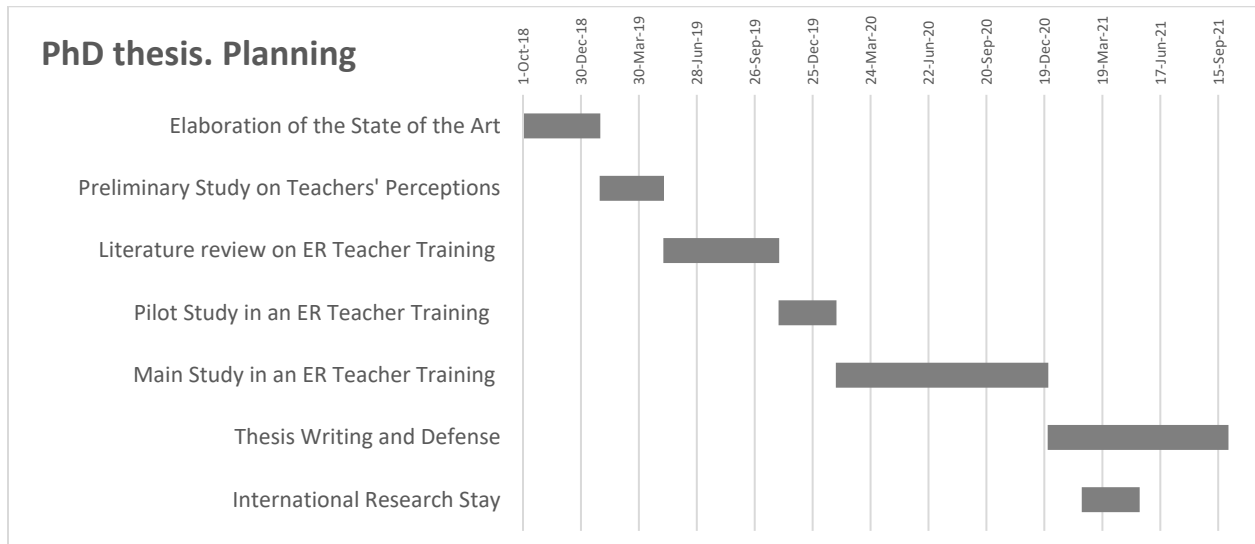 PhD thesis. Planning
1-Oct-18
30-Dec-18
30-Mar-19
28-Jun-19
26-Sep-19
25-Dec-19
24-Mar-20
22-Jun-20
20-Sep-20
19-Dec-20
19-Mar-21
17-Jun-21
15-Sep-21
Elaboration of the State of the Art
Preliminary Study on Teachers' Perceptions
Literature review on ER Teacher Training
Pilot Study in an ER Teacher Training
Main Study in an ER Teacher Training
Thesis Writing and Defense
International Research Stay